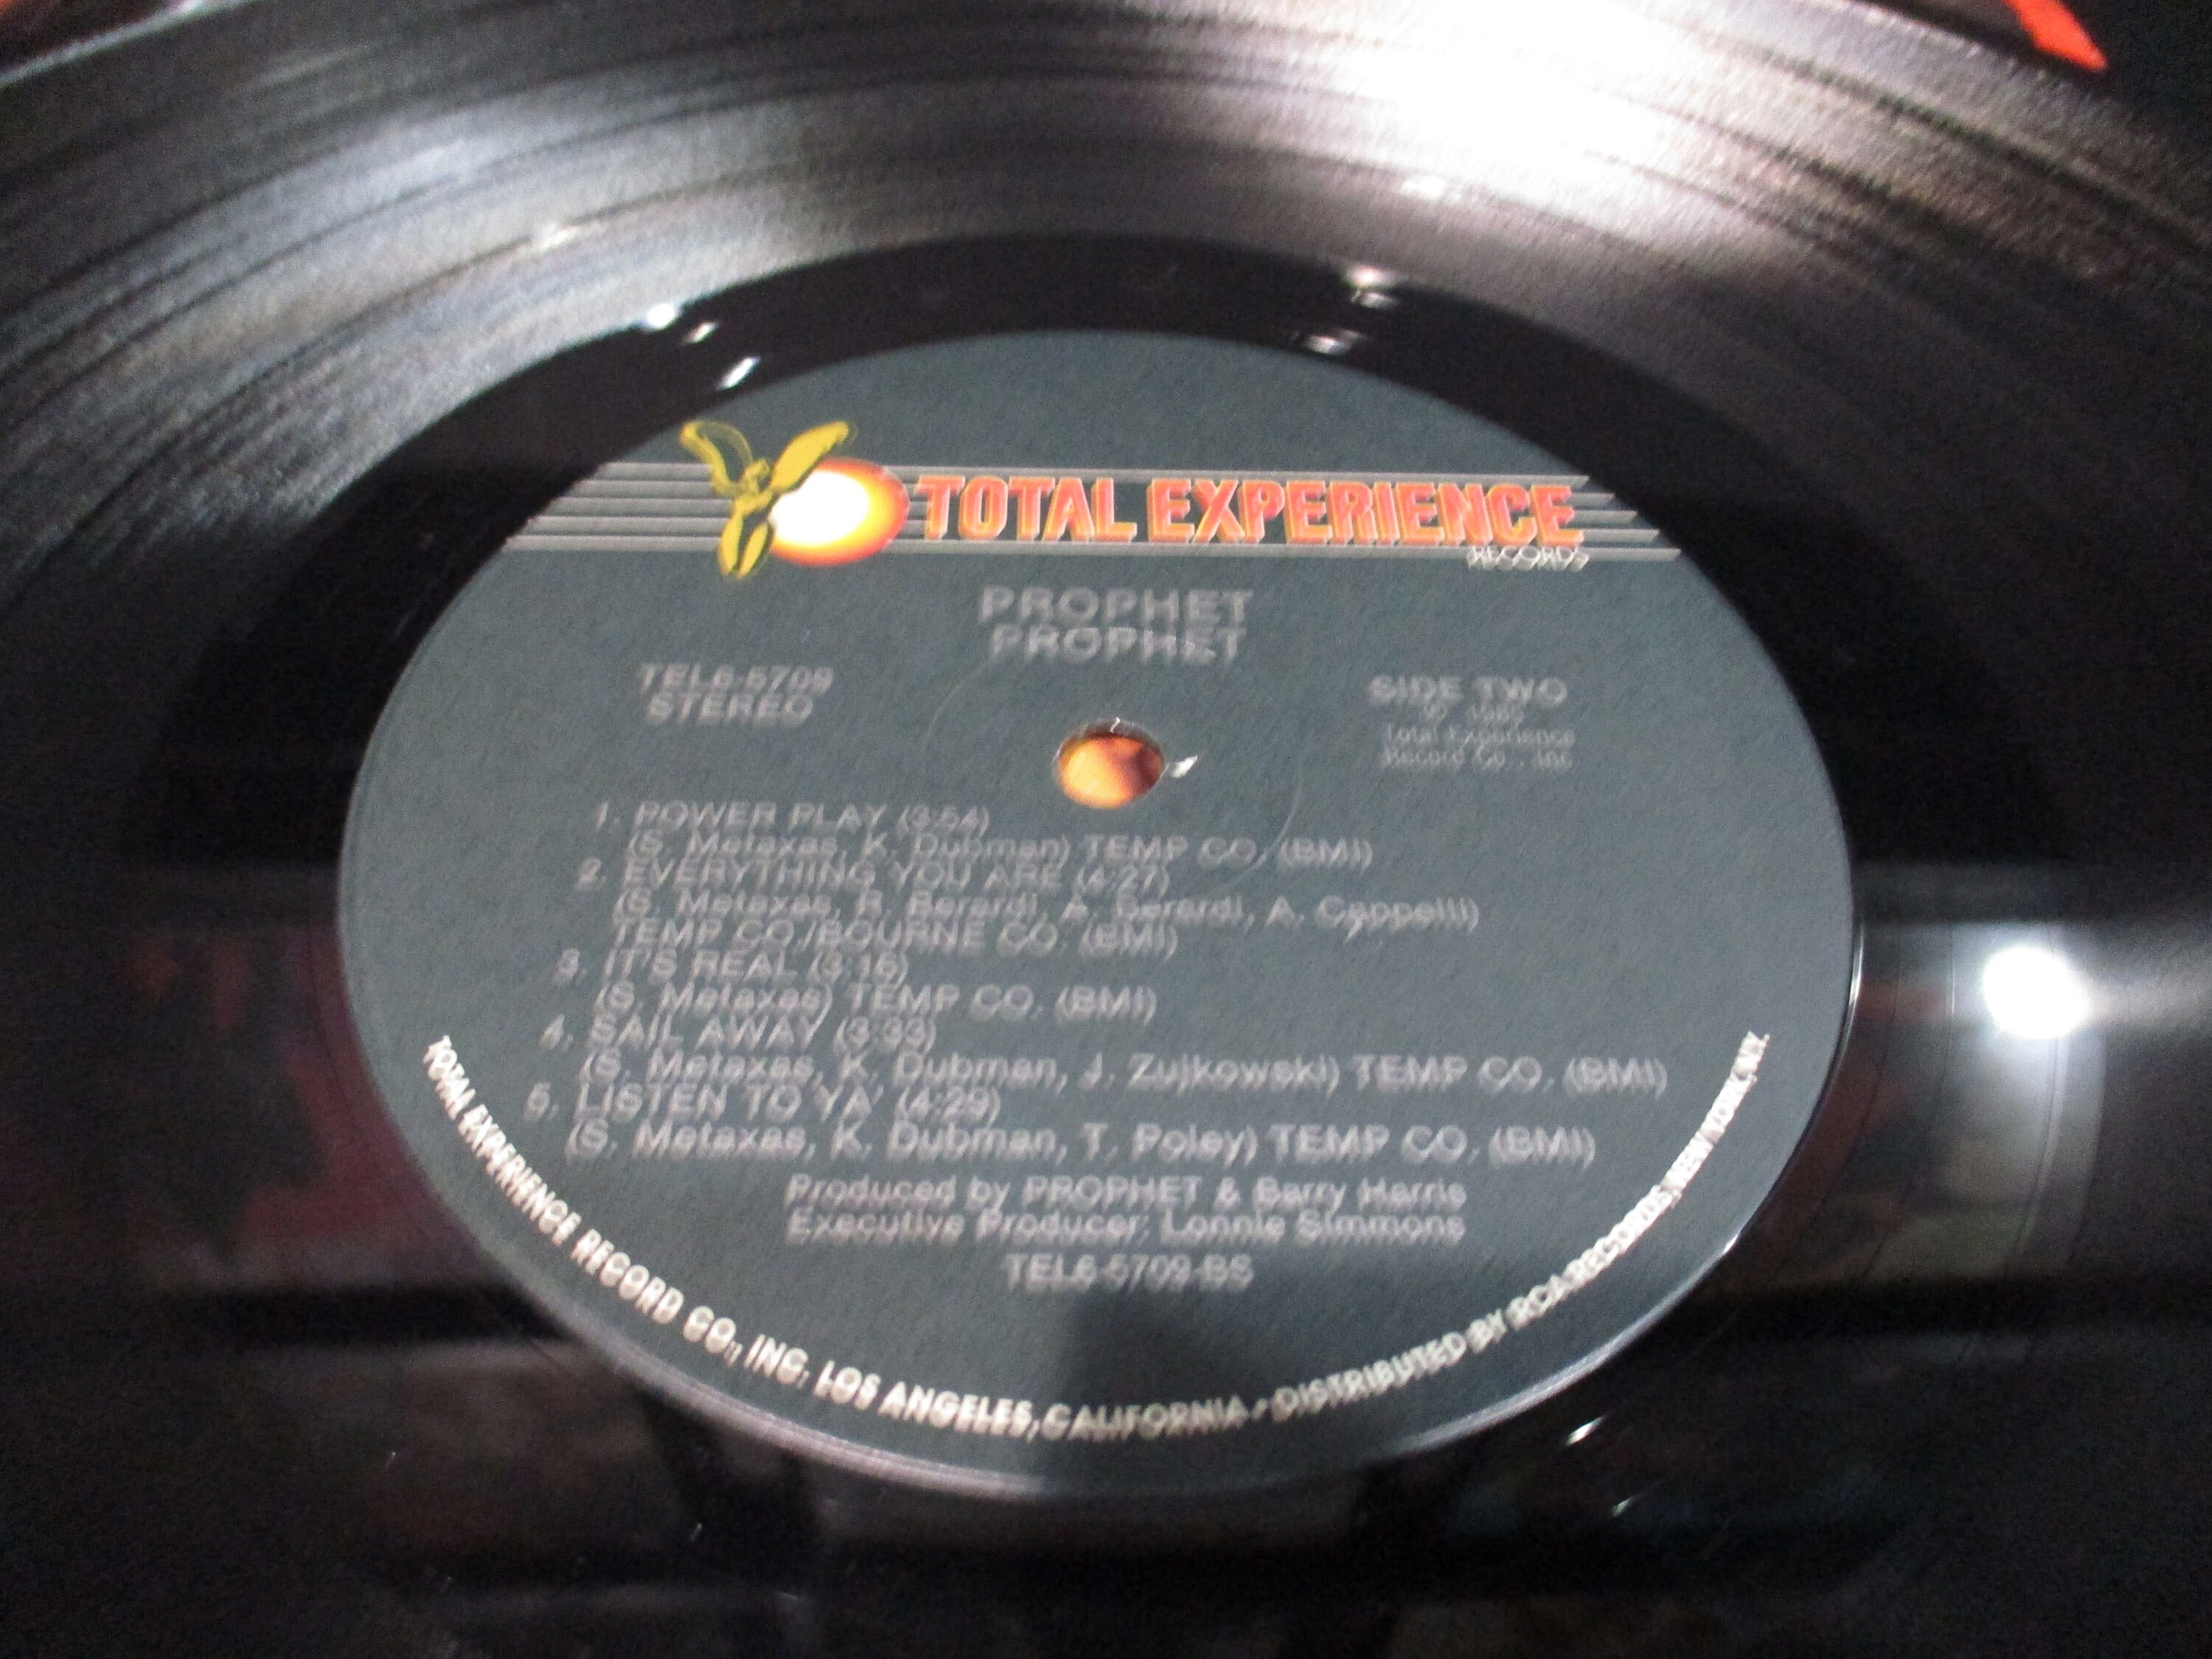 TOTAL EXPERIENCE
RECORDS
PROPHET
PROPHET
TEL6-5709
STEREO
SIDE TWO
Total Experience
Record Co., Inc
1. POWER PLAY (3:54)
(S. Metaxas, K. Dubman) TEMP CO. (BMI)
2. EVERYTHING YOU ARE (4:27)
(S. Metaxas, R. Berardi, A. Berardi, A. Cappelli)
TEMP CO./BOURNE CO. (BMI)
3. IT'S REAL (3:16)
(S. Metaxas) TEMP CO. (BMI)
4. SAIL AWAY (3:33)
(S. Metaxas, K. Dubman, J. Zujkowski) TEMP CO. (BMI)
5. LISTEN TO YA' (4:29)
(S. Metaxas, K. Dubman, T. Poley) TEMP CO. (BMI)
Produced by PROPHET & Barry Harris
Executive Producer: Lonnie Simmons
TEL6-5709-BS
TOTAL EXPERIENCE RECORD CO., INC. LOS ANGELES, CALIFORNIA • DISTRIBUTED BY RCA RECORDS, NEW YORK, N.Y.